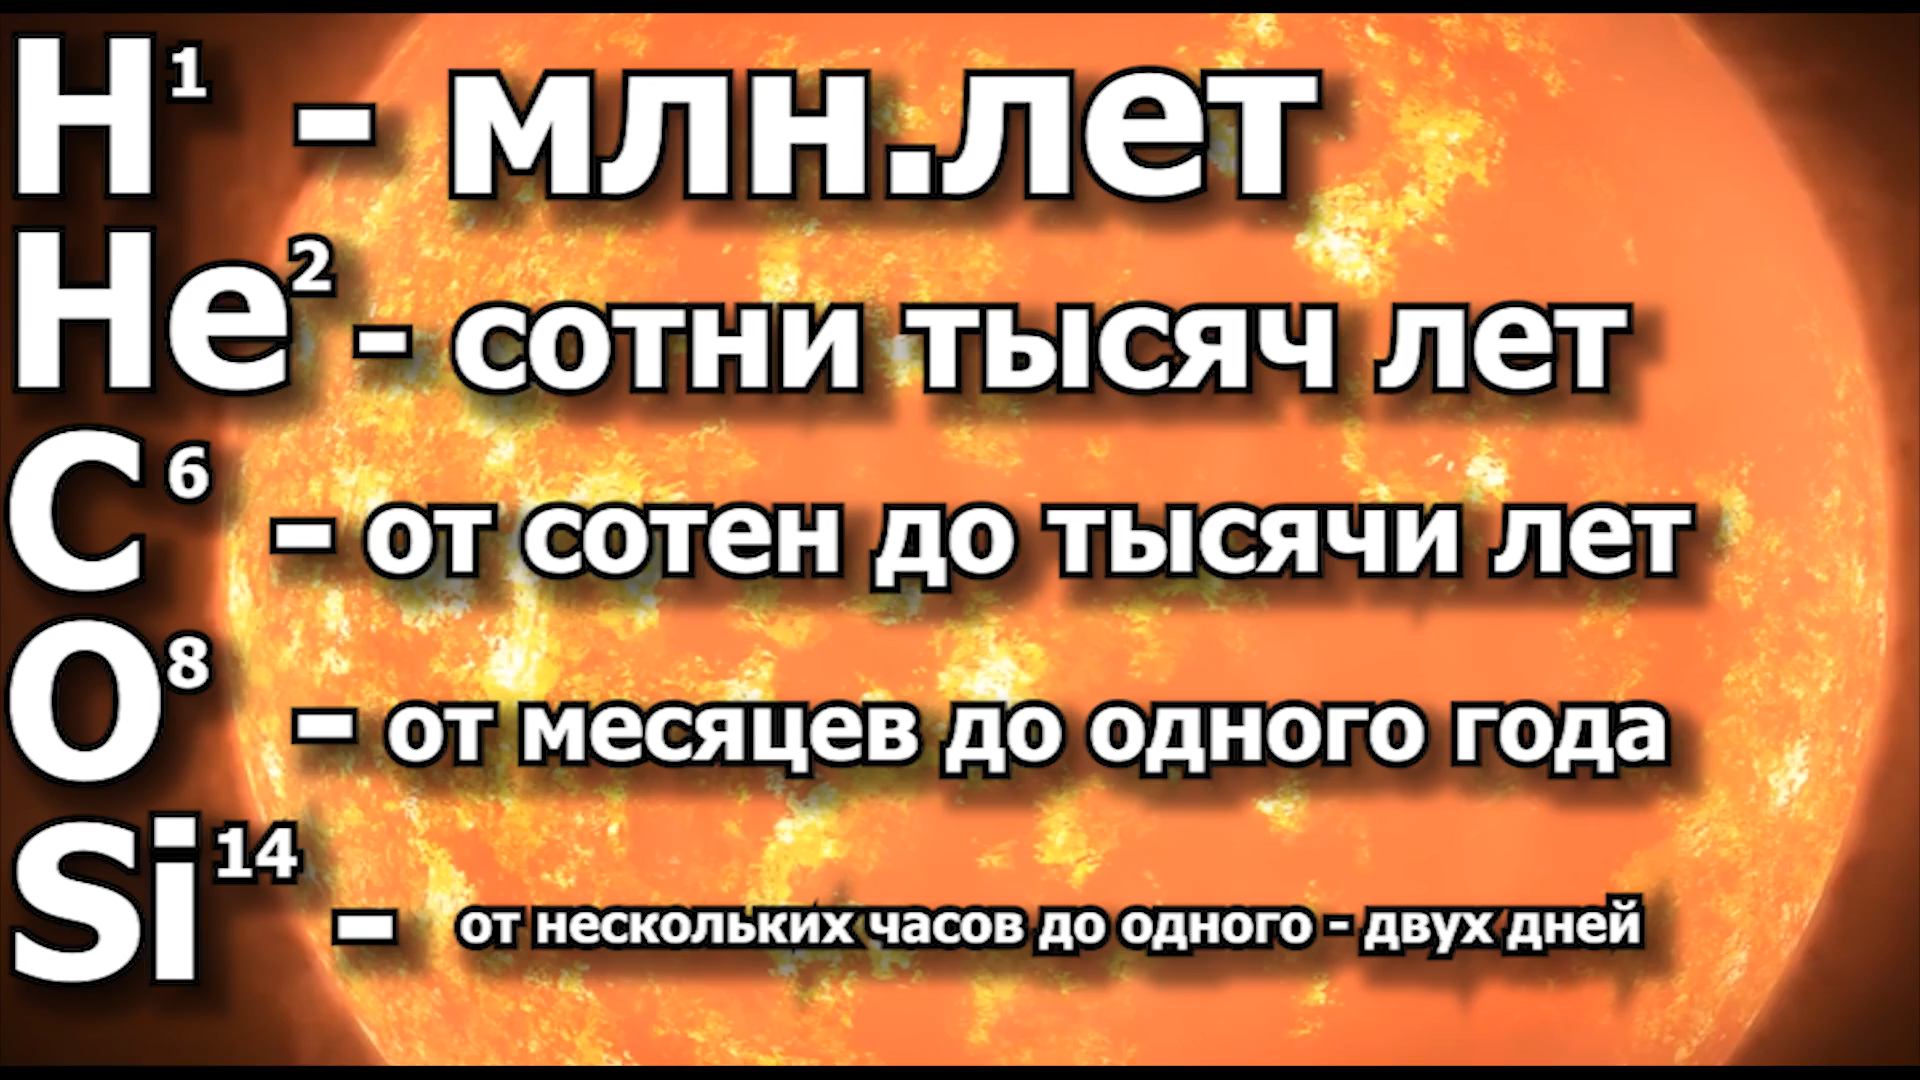 H¹ - млн.лет
He² - сотни тысяч лет
C⁶ - от сотен до тысячи лет
O⁸ - от месяцев до одного года
Si¹⁴ - от нескольких часов до одного - двух дней